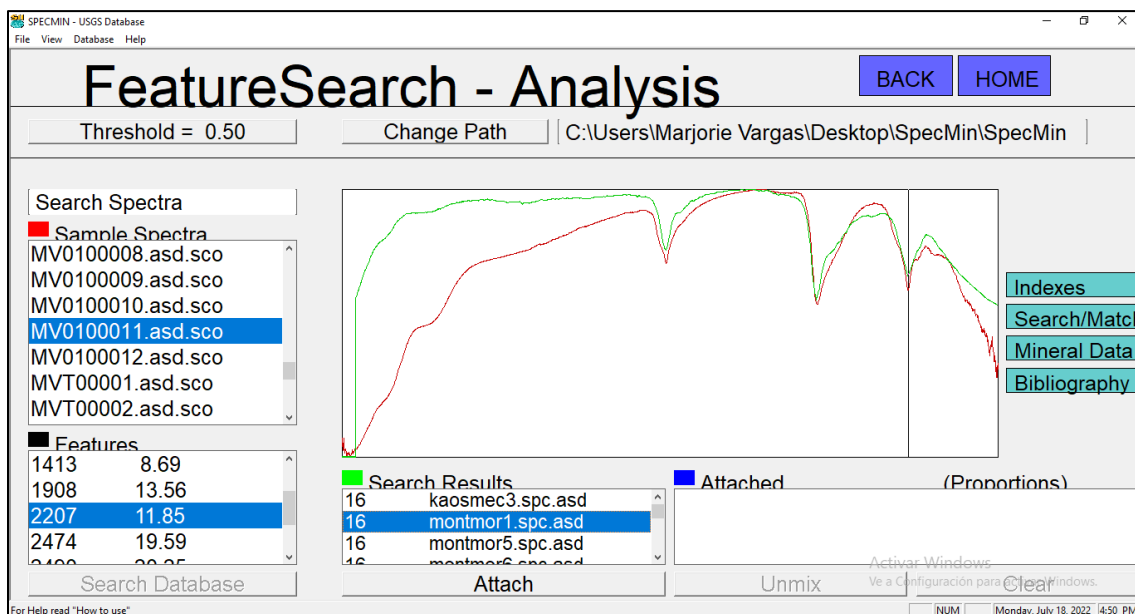 SPECMIN - USGS Database
File View Database Help
FeatureSearch - Analysis
BACK
HOME
Threshold = 0.50
Change Path
C:\Users\Marjorie Vargas\Desktop\SpecMin\SpecMin
Search Spectra
Sample Spectra
MV0100008.asd.sco
MV0100009.asd.sco
MV0100010.asd.sco
MV0100011.asd.sco
MV0100012.asd.sco
MVT00001.asd.sco
MVT00002.asd.sco
Indexes
Search/Match
Mineral Data
Bibliography
Features
1413 8.69
1908 13.56
2207 11.85
2474 19.59
Search Results
16 kaosmec3.spc.asd
16 montmor1.spc.asd
16 montmor5.spc.asd
Attached (Proportions)
Activar Windows
Ve a Configuración para activar Windows.
Search Database
Attach
Unmix
Clear
For Help read "How to use"
NUM
Monday, July 18, 2022 4:50 PM